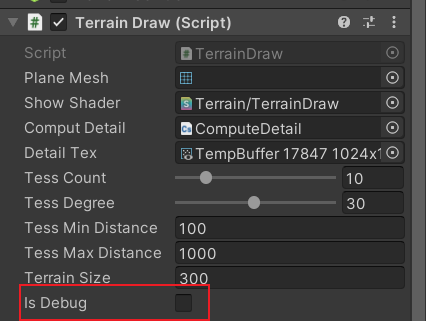 Terrain Draw (Script)
Script TerrainDraw
Plane Mesh
Show Shader Terrain/TerrainDraw
Comput Detail ComputeDetail
Detail Tex TempBuffer 17847 1024x1
Tess Count 10
Tess Degree 30
Tess Min Distance 100
Tess Max Distance 1000
Terrain Size 300
Is Debug